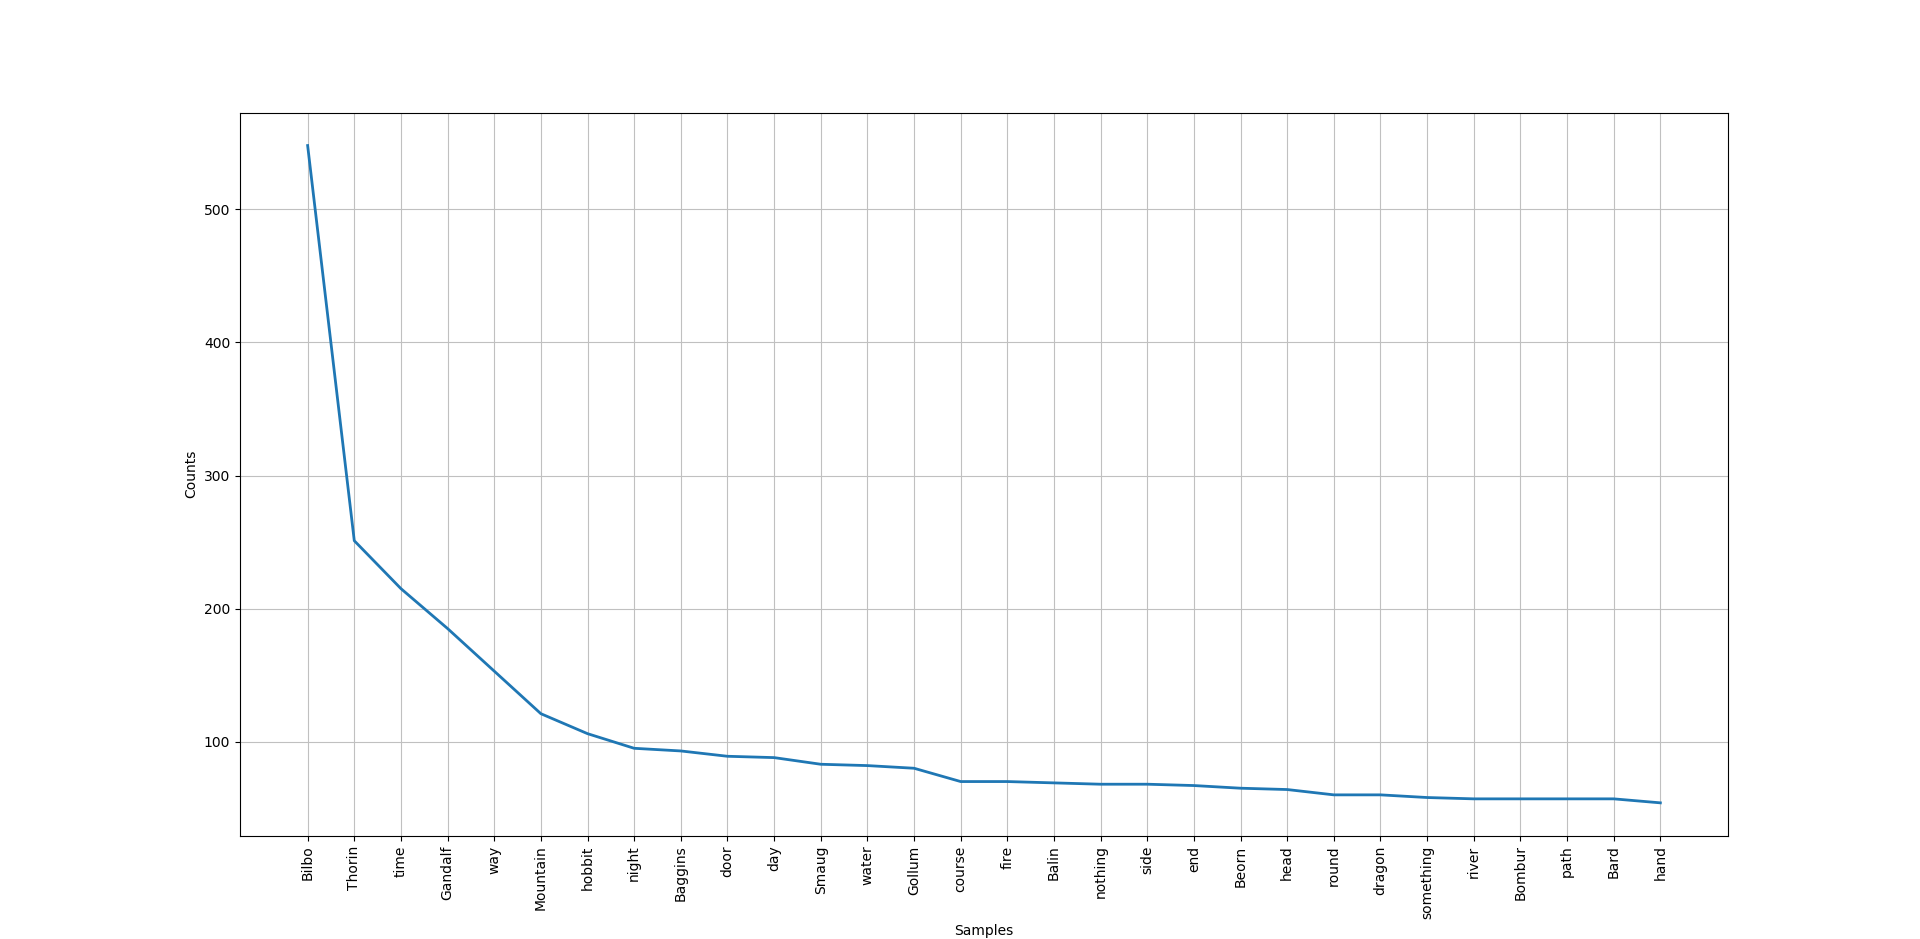 500
400
300
200
100
Counts
Bilbo
Thorin
time
Gandalf
way
Mountain
hobbit
night
Baggins
door
day
Smaug
water
Gollum
course
fire
Balin
nothing
side
end
Beorn
head
round
dragon
something
river
Bombur
path
Bard
hand
Samples